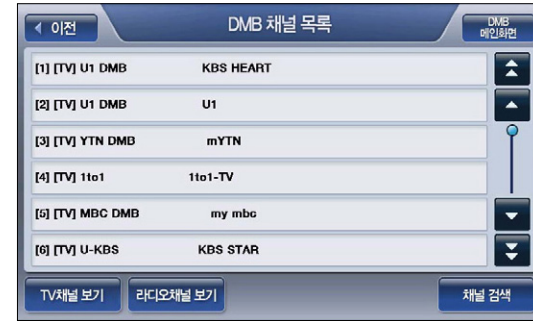 이전
DMB 채널 목록
DMB
메인화면
[1] [TV] U1 DMB KBS HEART
[2] [TV] U1 DMB U1
[3] [TV] YTN DMB mYTN
[4] [TV] 1to1 1to1-TV
[5] [TV] MBC DMB my mbc
[6] [TV] U-KBS KBS STAR
TV채널 보기 라디오채널 보기 채널 검색